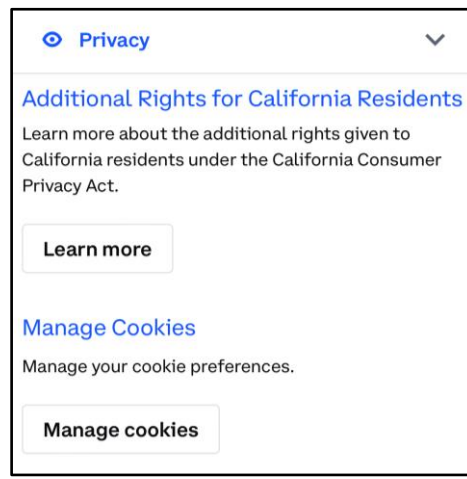 Privacy
Additional Rights for California Residents
Learn more about the additional rights given to
California residents under the California Consumer
Privacy Act.
Learn more
Manage Cookies
Manage your cookie preferences.
Manage cookies